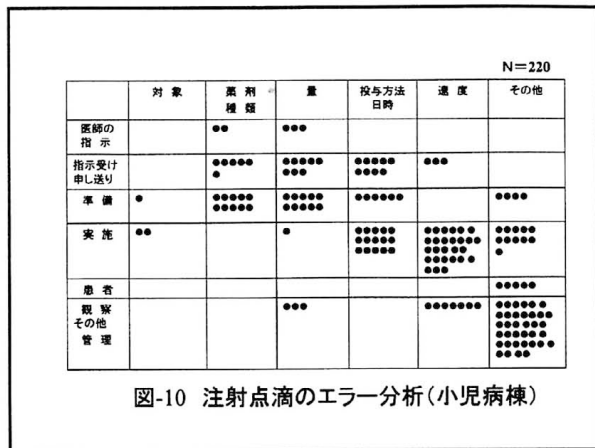 N=220
対象 薬剤種類 量 投与方法日時 速度 その他
医師の指示 ●● ●●●
指示受け申し送り ●●●●●● ●●●●●●●● ●●●●●●●●● ●●●
準備 ● ●●●●●●●●●● ●●●●●●●●●● ●●●●●● ●●●●
実施 ●● ●
患者 ●●●●●
観察その他管理 ●●● ●●●●●●●
図-10 注射点滴のエラー分析(小児病棟)